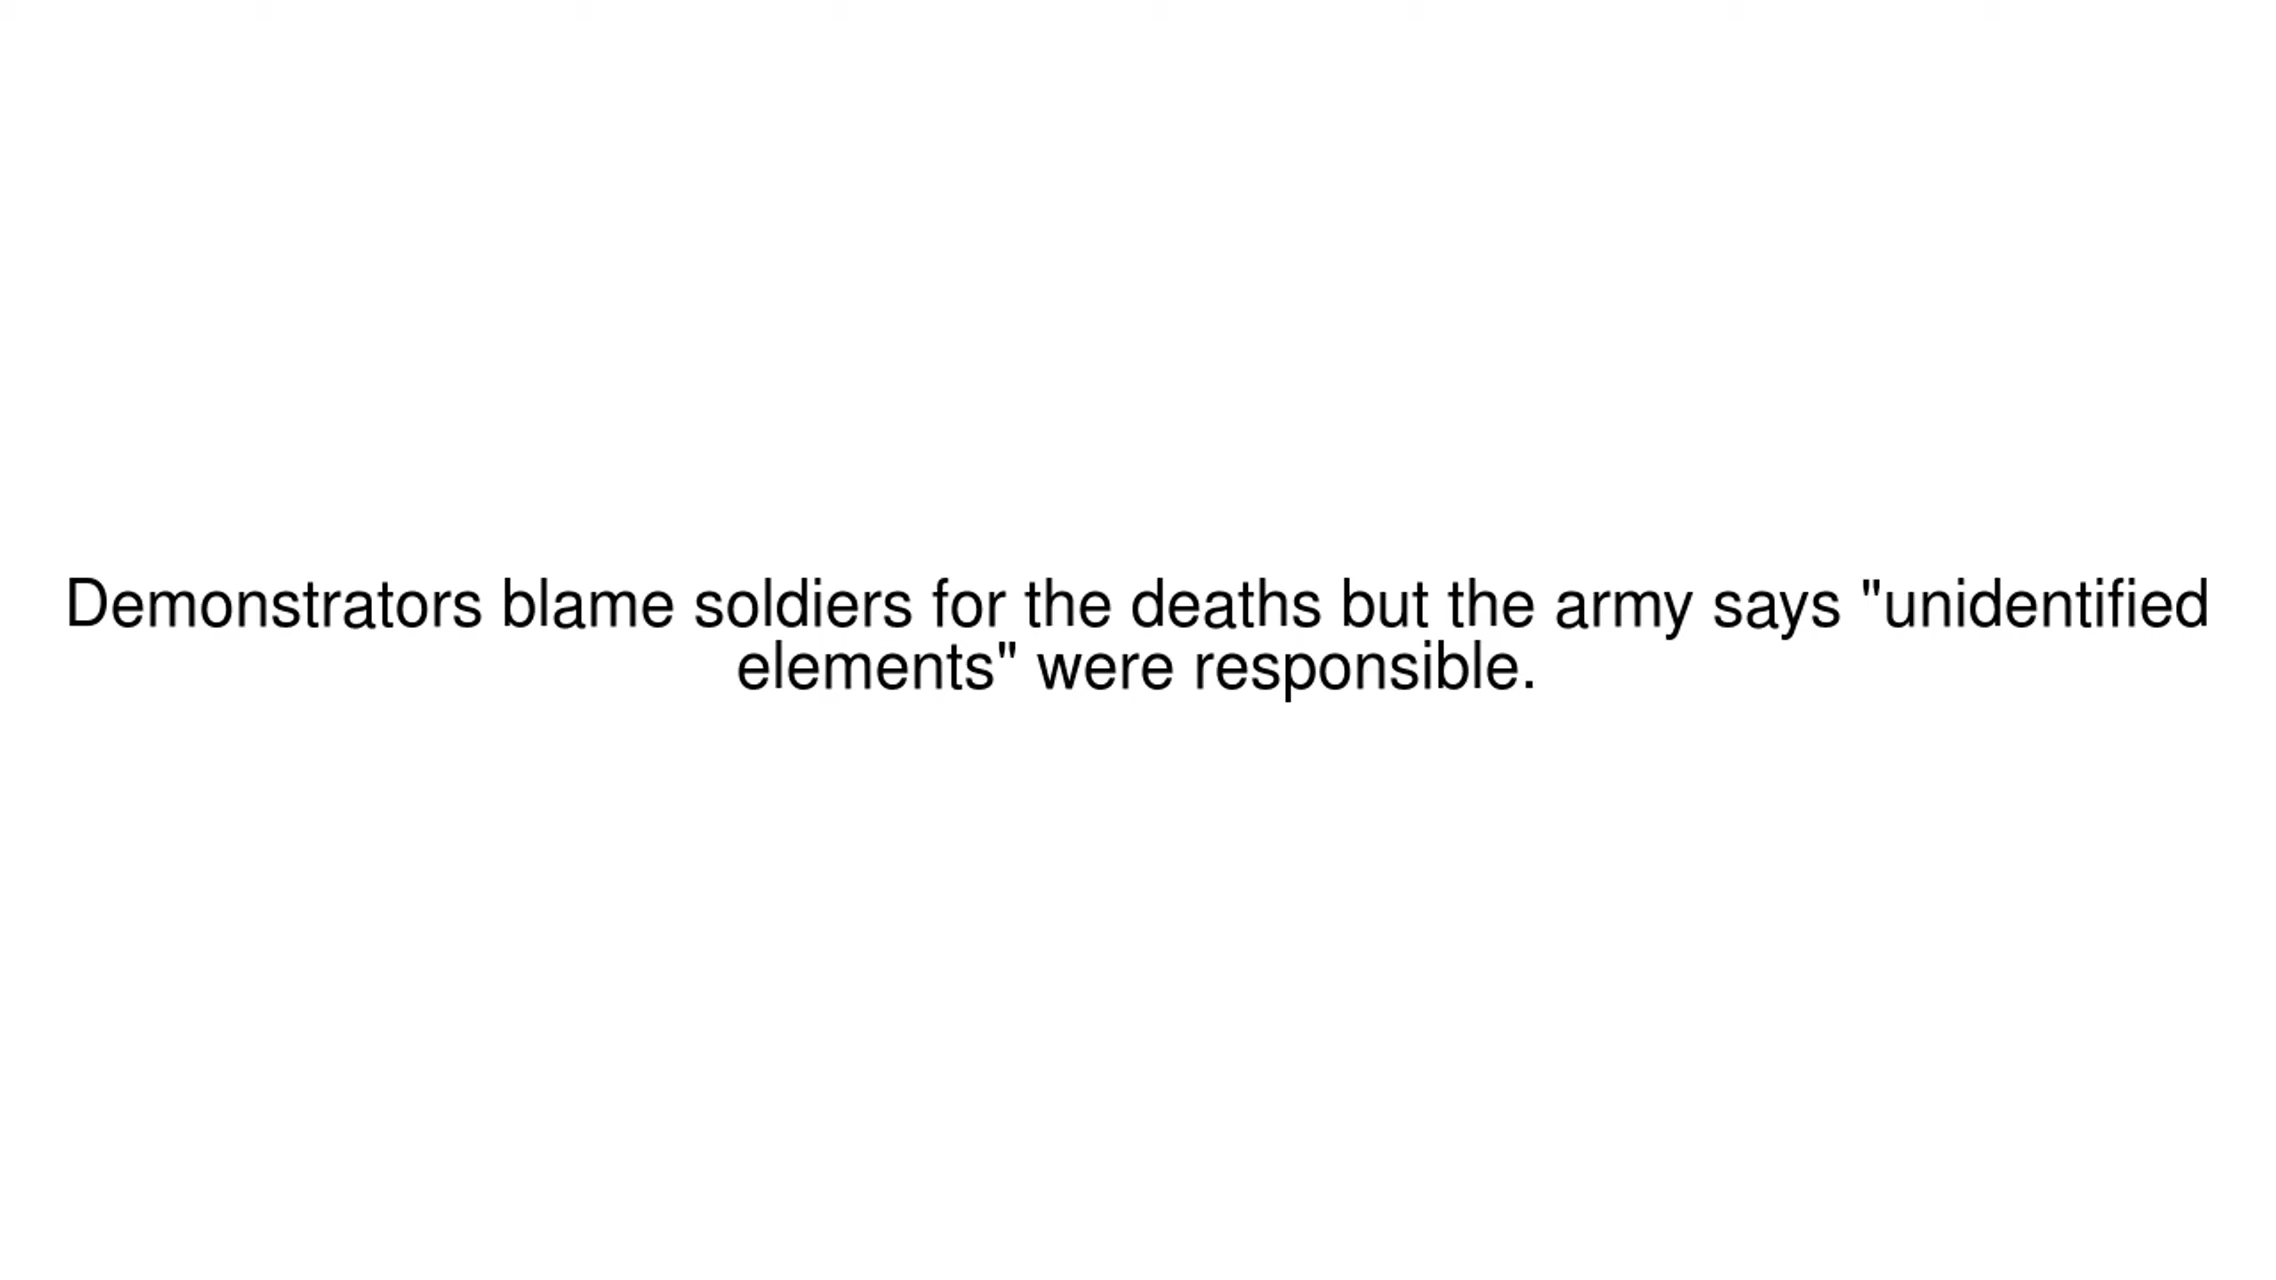 Demonstrators blame soldiers for the deaths but the army says "unidentified
elements" were responsible.